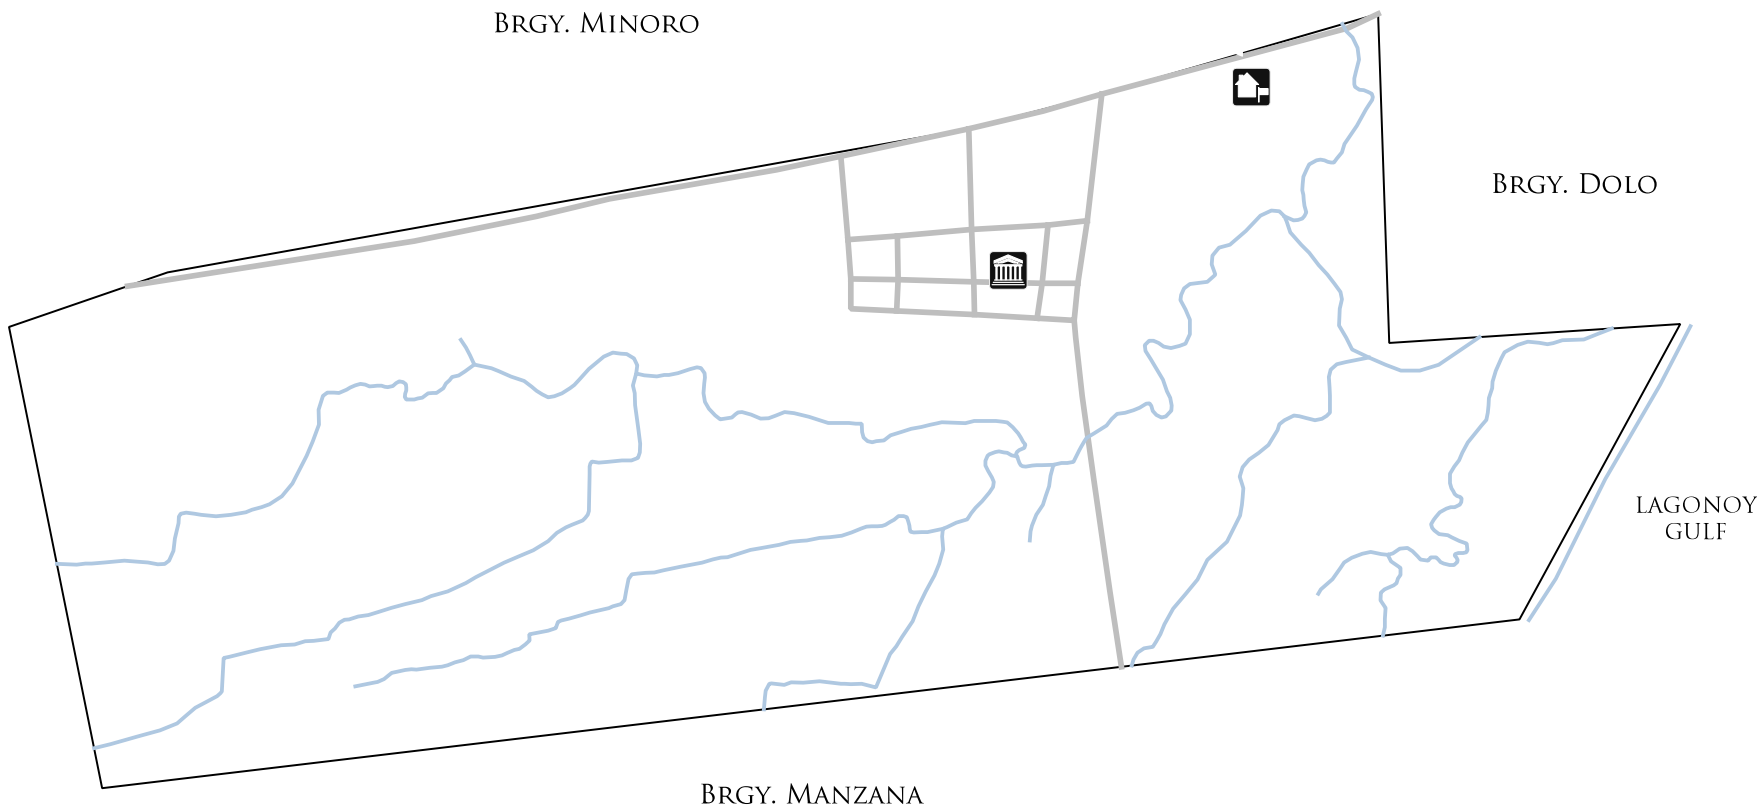 Brgy. Minoro
Brgy. Dolo
Lagonoy
Gulf
Brgy. Manzana